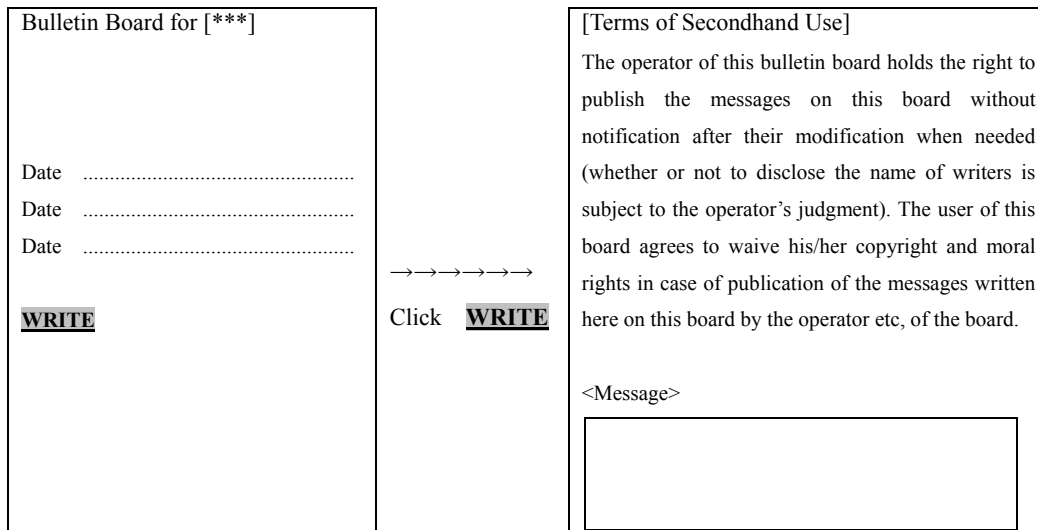 Bulletin Board for [***]
Date ....................................................
Date ....................................................
Date ....................................................
WRITE
→→→→→→
Click WRITE
[Terms of Secondhand Use]
The operator of this bulletin board holds the right to
publish the messages on this board without
notification after their modification when needed
(whether or not to disclose the name of writers is
subject to the operator’s judgment). The user of this
board agrees to waive his/her copyright and moral
rights in case of publication of the messages written
here on this board by the operator etc, of the board.
<Message>